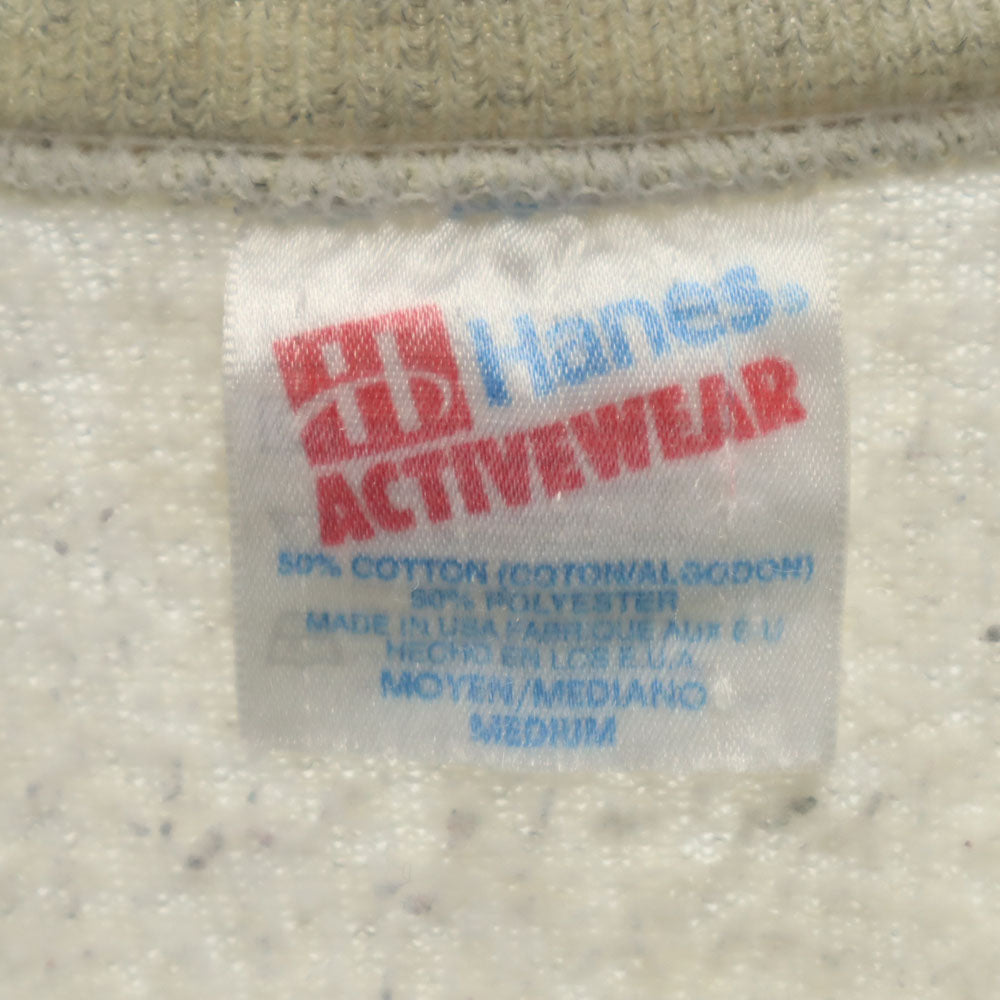 Hanes®
ACTIVEWEAR
50% COTTON (COTON/ALGODON)
50% POLYESTER
MADE IN USA FABRIQUE AUX E.U
HECHO EN LOS E.U.A.
MOYEN/MEDIANO
MEDIUM